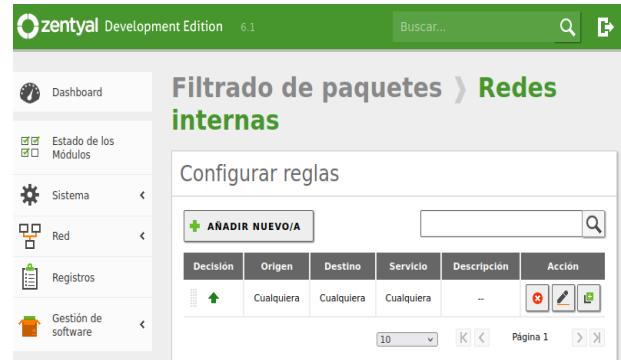 zentyal Development Edition 6.1
Buscar...
Dashboard
Estado de los
Módulos
Sistema
Red
Registros
Gestión de
software
Filtrado de paquetes ⟩ Redes
internas
Configurar reglas
AÑADIR NUEVO/A
Decisión Origen Destino Servicio Descripción Acción
Cualquiera Cualquiera Cualquiera --
10 Página 1